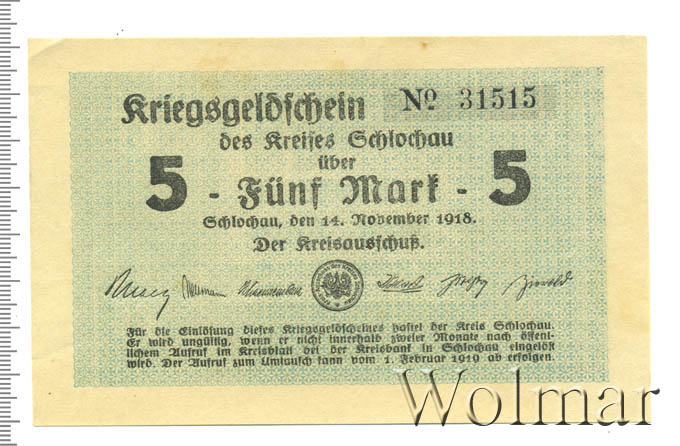 Kriegsgeldschein № 31515
des Kreises Schlochau
über
5 - Fünf Mark - 5
Schlochau, den 14. November 1918.
Der Kreisausschuß.
Für die Einlösung dieses Kriegsgeldscheines haftet der Kreis Schlochau.
Er wird ungültig, wenn er nicht innerhalb zweier Monate nach öffent-
lichem Aufruf im Kreisblatt bei der Kreisbank in Schlochau eingelöst
wird. Der Aufruf zum Umtausch kann vom 1. Februar 1919 ab erfolgen.
Wolmar